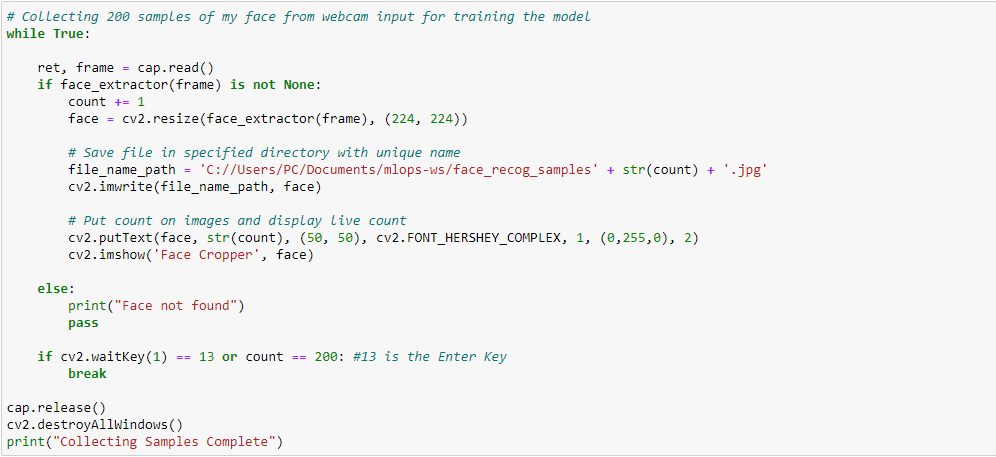 # Collecting 200 samples of my face from webcam input for training the model
while True:
    ret, frame = cap.read()
    if face_extractor(frame) is not None:
        count += 1
        face = cv2.resize(face_extractor(frame), (224, 224))
        # Save file in specified directory with unique name
        file_name_path = 'C://Users/PC/Documents/mlops-ws/face_recog_samples' + str(count) + '.jpg'
        cv2.imwrite(file_name_path, face)
        # Put count on images and display live count
        cv2.putText(face, str(count), (50, 50), cv2.FONT_HERSHEY_COMPLEX, 1, (0,255,0), 2)
        cv2.imshow('Face Cropper', face)
    else:
        print("Face not found")
        pass
    if cv2.waitKey(1) == 13 or count == 200: #13 is the Enter Key
        break
cap.release()
cv2.destroyAllWindows()
print("Collecting Samples Complete")